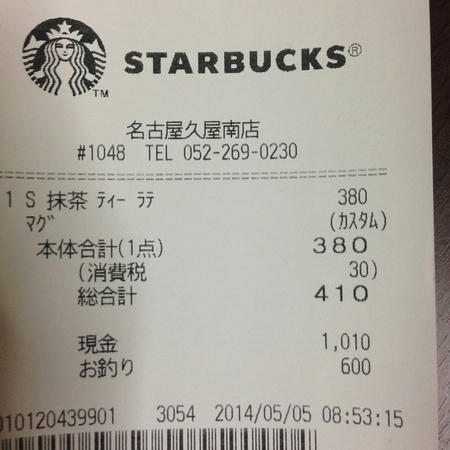 TM STARBUCKS®
名古屋久屋南店
#1048 TEL 052-269-0230
1 S 抹茶 ティー ラテ 380
マグ (カスタム)
本体合計(1点) 380
(消費税 30)
総合計 410
現金 1,010
お釣り 600
010120439901 3054 2014/05/05 08:53:15